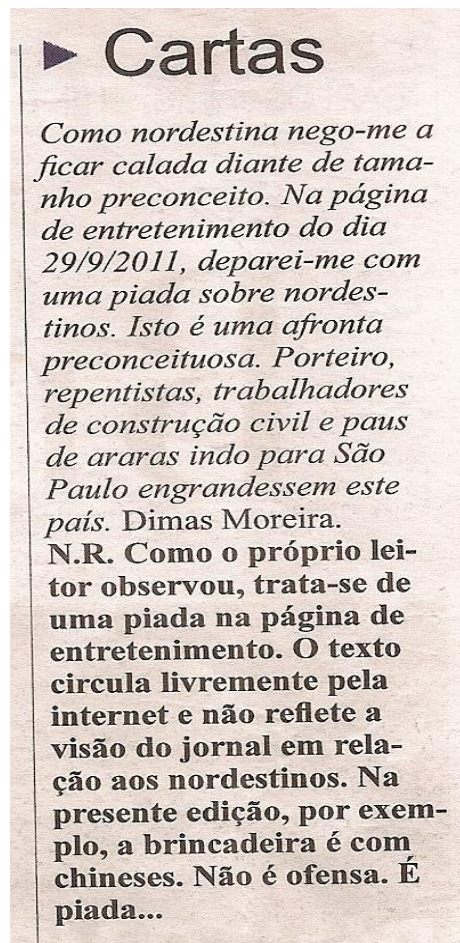 Cartas
Como nordestina nego-me a
ficar calada diante de tama-
nho preconceito. Na página
de entretenimento do dia
29/9/2011, deparei-me com
uma piada sobre nordes-
tinos. Isto é uma afronta
preconceituosa. Porteiro,
repentistas, trabalhadores
de construção civil e paus
de araras indo para São
Paulo engrandessem este
país. Dimas Moreira.
N.R. Como o próprio lei-
tor observou, trata-se de
uma piada na página de
entretenimento. O texto
circula livremente pela
internet e não reflete a
visão do jornal em rela-
ção aos nordestinos. Na
presente edição, por exem-
plo, a brincadeira é com
chineses. Não é ofensa. É
piada...